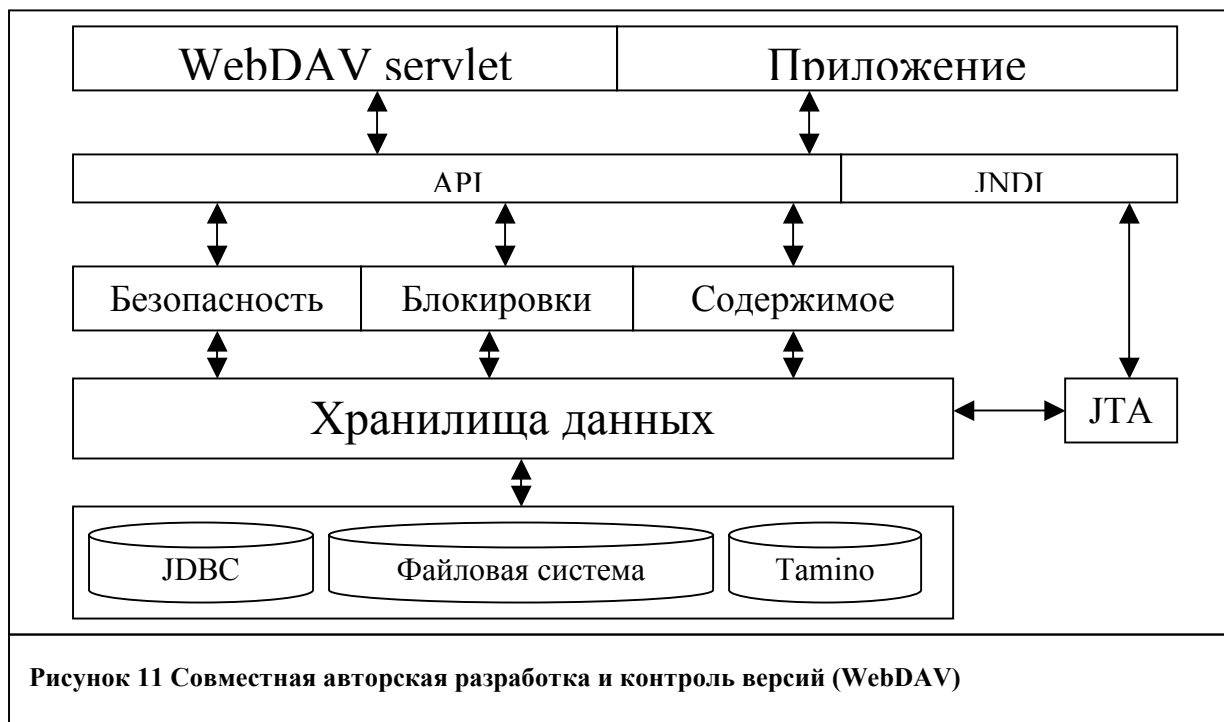 WebDAV servlet Приложение
API JNDI
Безопасность Блокировки Содержимое
Хранилища данных JTA
JDBC Файловая система Tamino
Рисунок 11 Совместная авторская разработка и контроль версий (WebDAV)